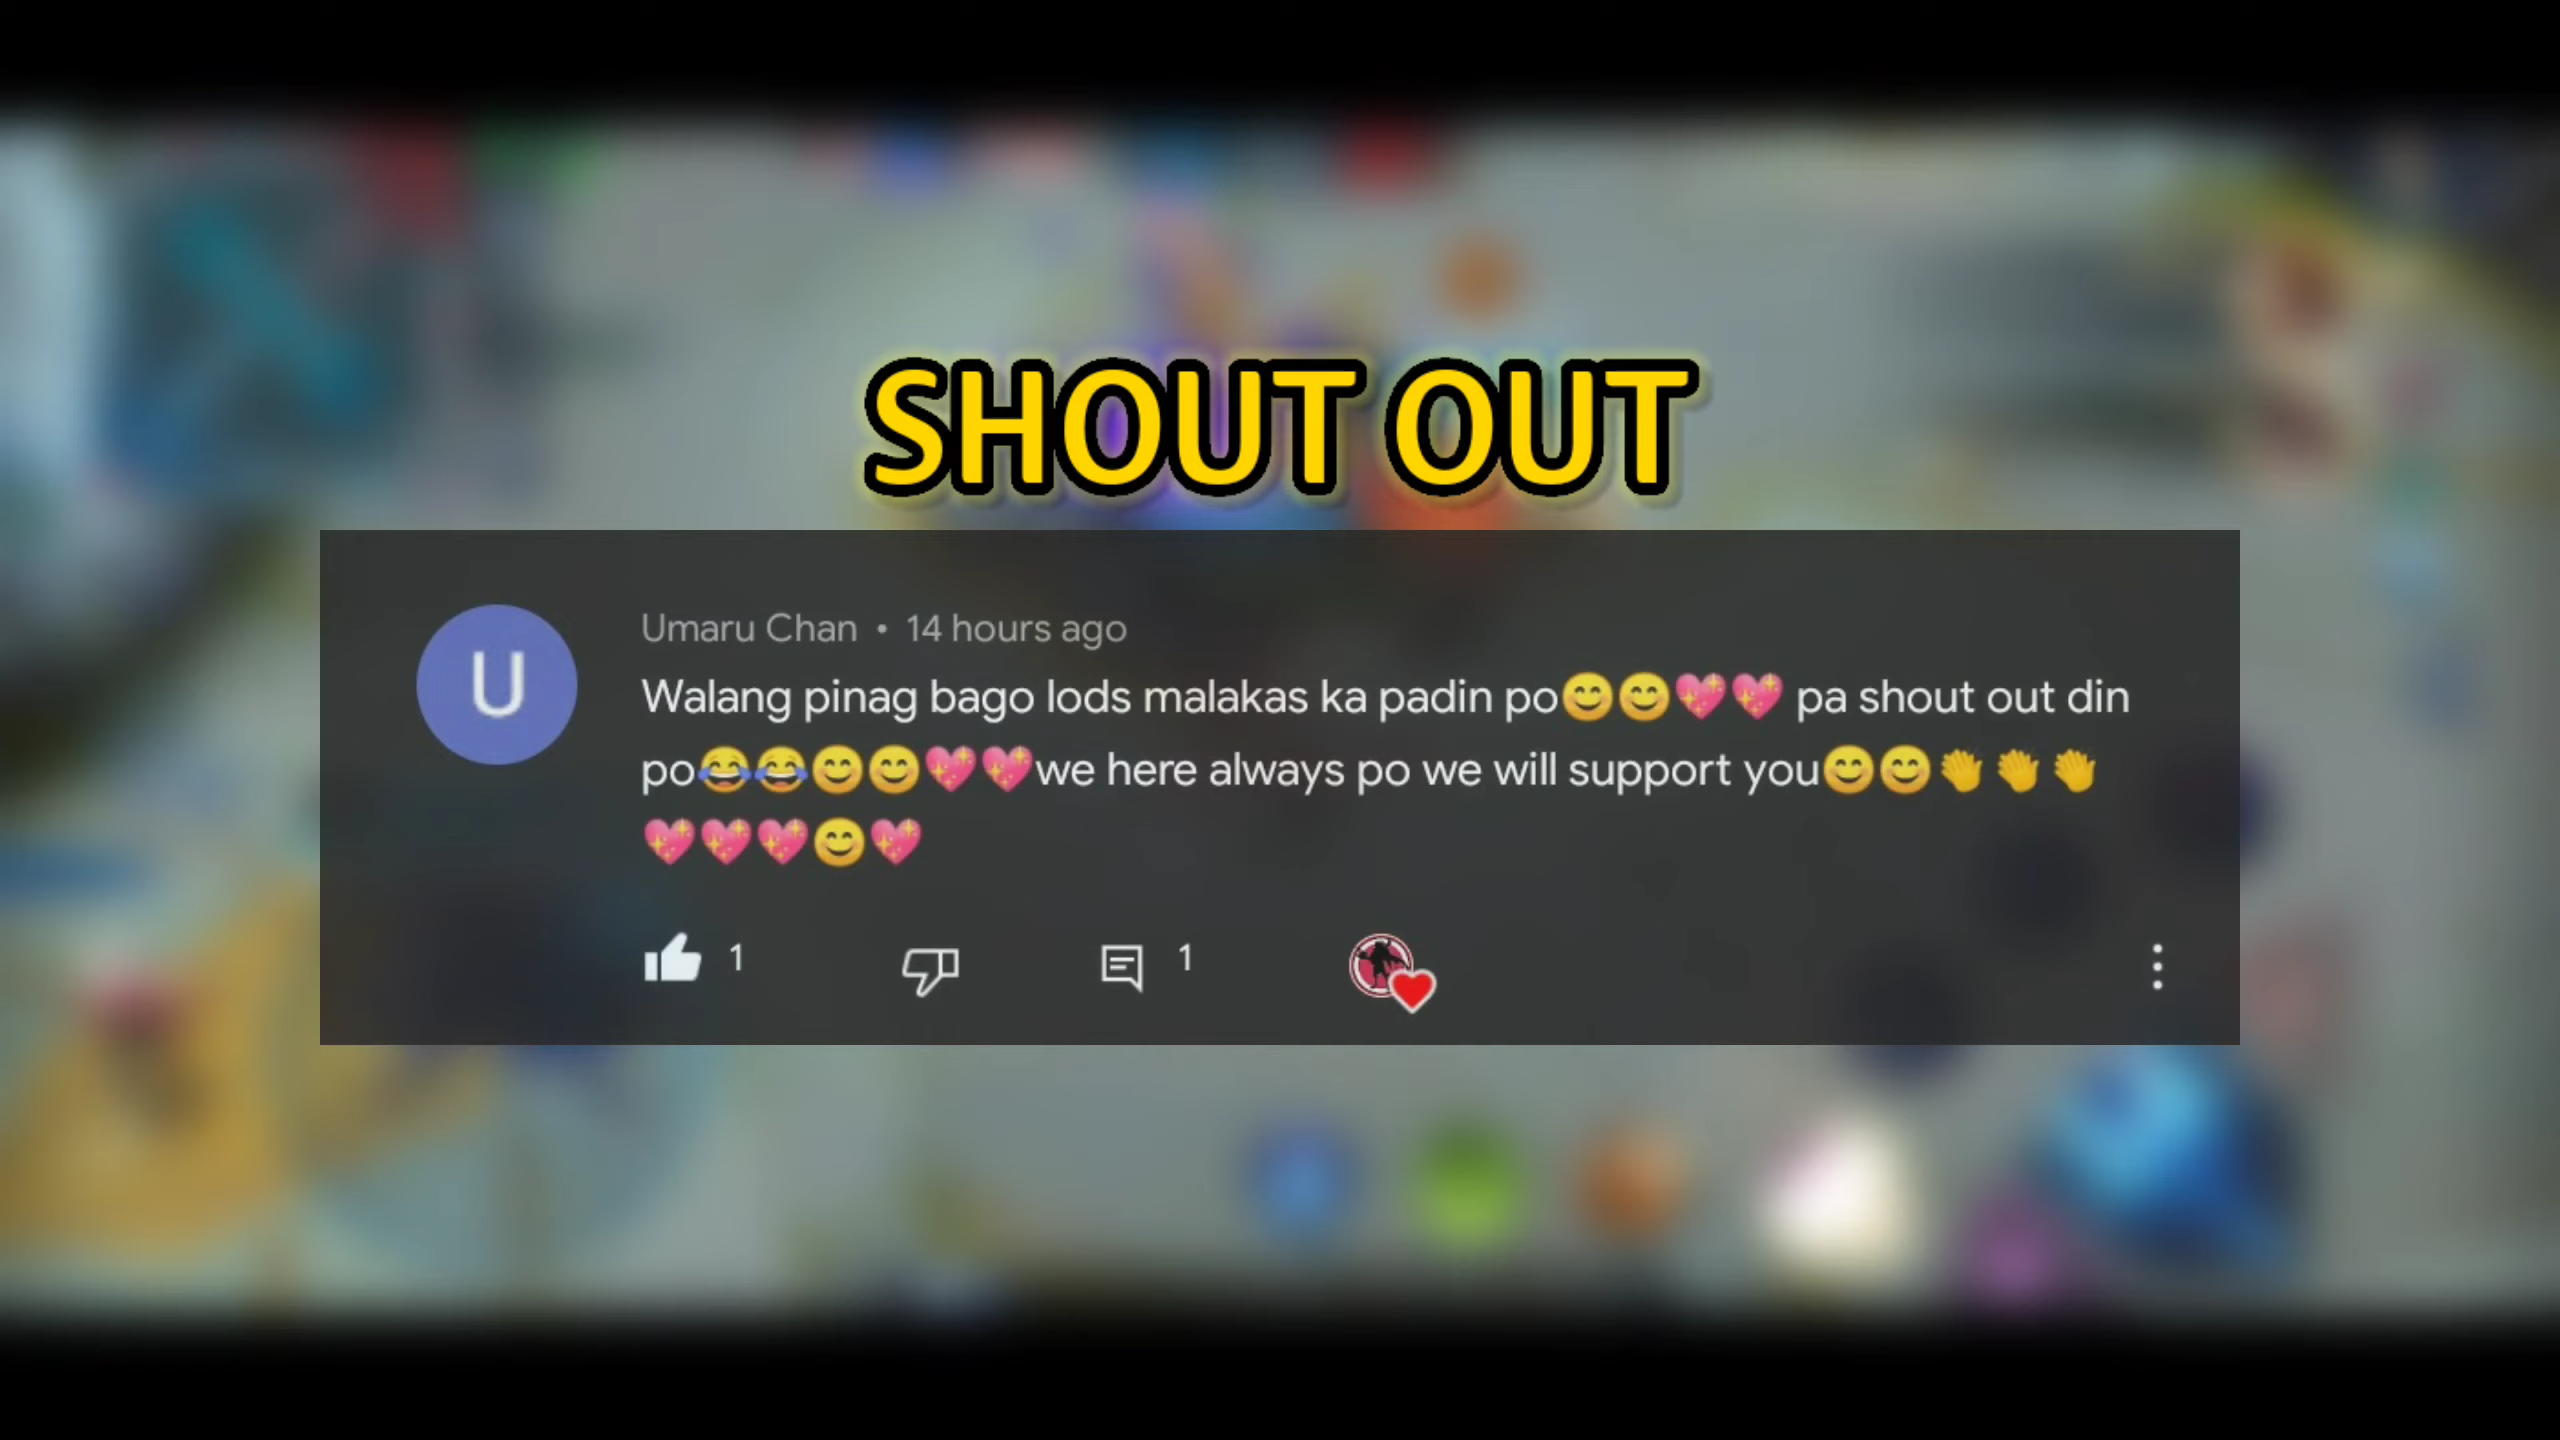 SHOUT OUT
Umaru Chan • 14 hours ago
Walang pinag bago lods malakas ka padin po😊😊💖💖 pa shout out din
po😂😂😊😊💖💖we here always po we will support you😊😊👏👏👏
💖💖💖😊💖
U
1 1